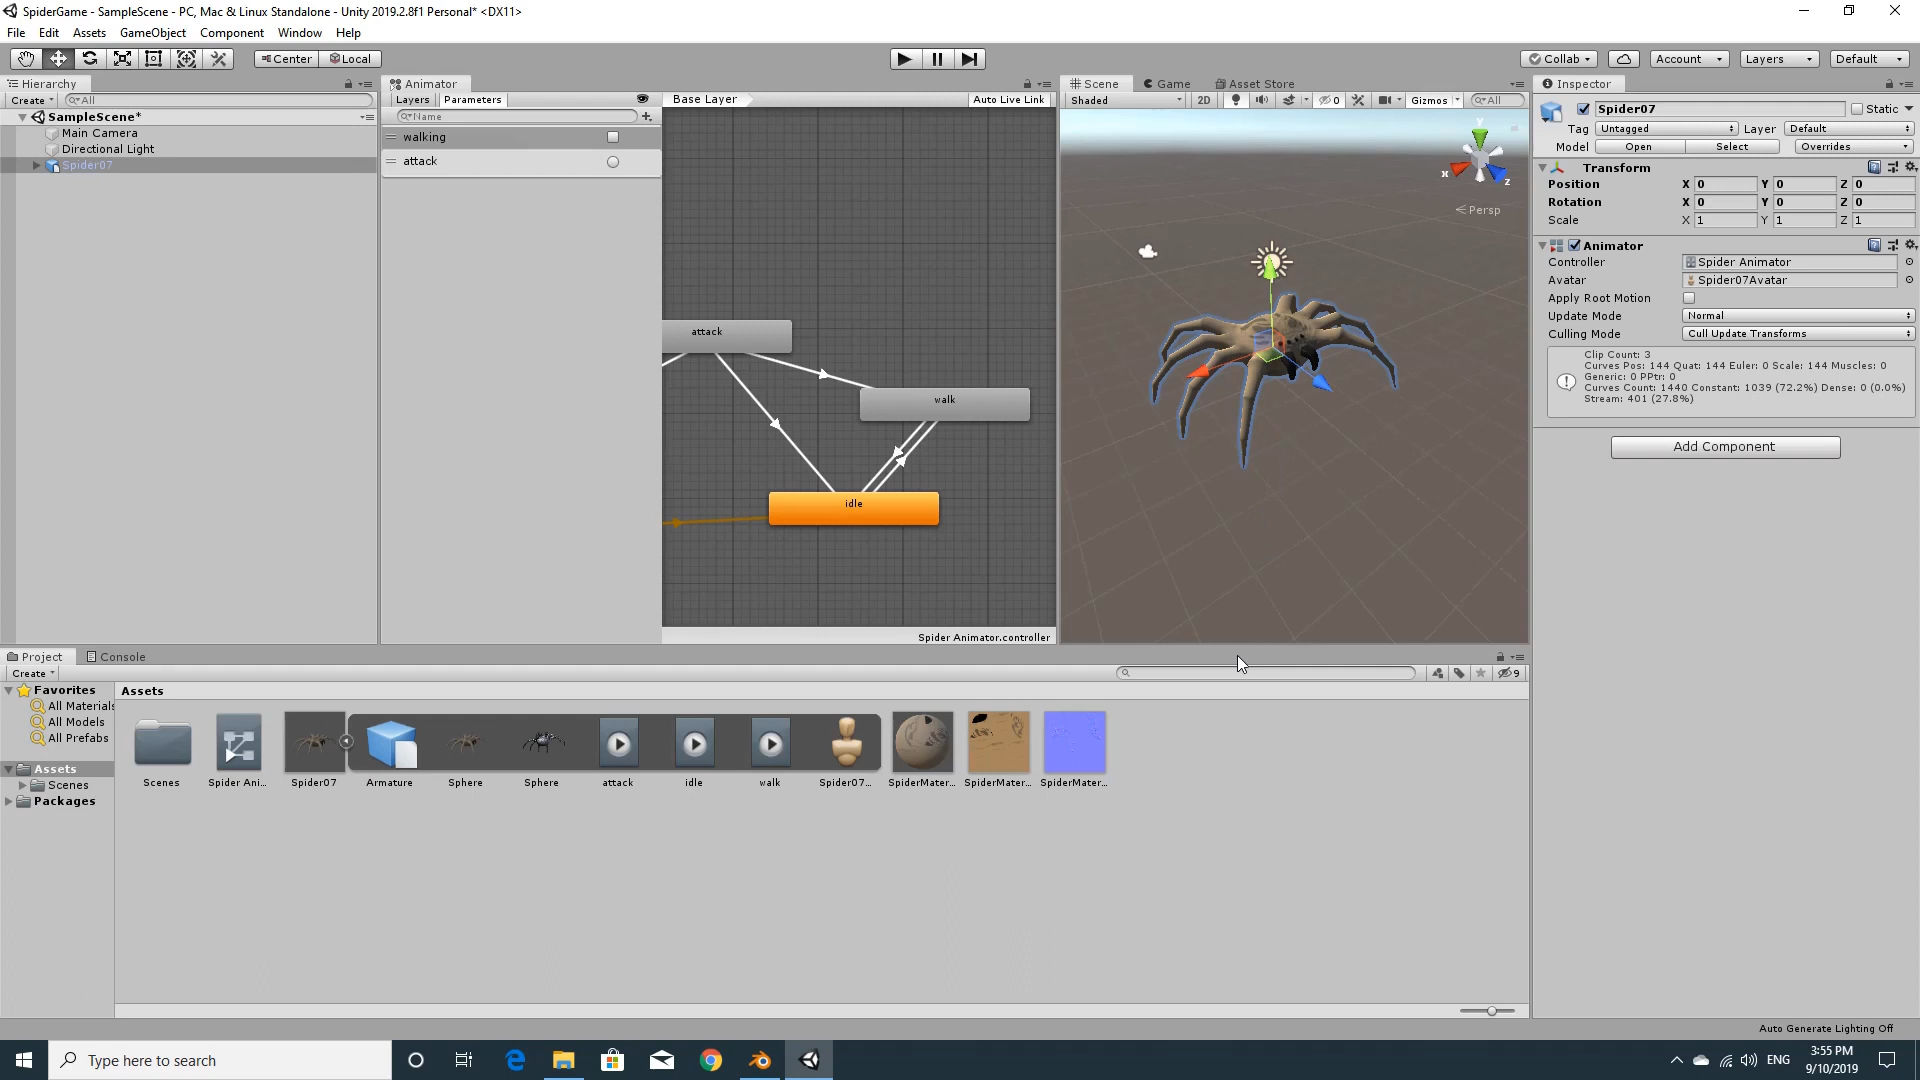 SpiderGame - SampleScene - PC, Mac & Linux Standalone - Unity 2019.2.8f1 Personal* <DX11>
File Edit Assets GameObject Component Window Help
Center Local Collab Account Layers Default
Hierarchy
Create All
SampleScene*
Main Camera
Directional Light
Spider07
Animator
Layers Parameters Base Layer Auto Live Link
Name
walking
attack
attack
walk
idle
Spider Animator.controller
Scene Game Asset Store
Shaded 2D 0 Gizmos All
Y
x
z
Persp
Inspector
Spider07 Static
Tag Untagged Layer Default
Model Open Select Overrides
Transform
Position X 0 Y 0 Z 0
Rotation X 0 Y 0 Z 0
Scale X 1 Y 1 Z 1
Animator
Controller Spider Animator
Avatar Spider07Avatar
Apply Root Motion
Update Mode Normal
Culling Mode Cull Update Transforms
Clip Count: 3
Curves Pos: 144 Quat: 144 Euler: 0 Scale: 144 Muscles: 0
Generic: 0 PPtr: 0
Curves Count: 1440 Constant: 1039 (72.2%) Dense: 0 (0.0%)
Stream: 401 (27.8%)
Add Component
Project Console
Create 9
Favorites
All Materials
All Models
All Prefabs
Assets
Scenes
Packages
Assets
Scenes Spider Ani... Spider07 Armature Sphere Sphere attack idle walk Spider07... SpiderMater... SpiderMater... SpiderMater...
Auto Generate Lighting Off
Type here to search
ENG
3:55 PM
9/10/2019